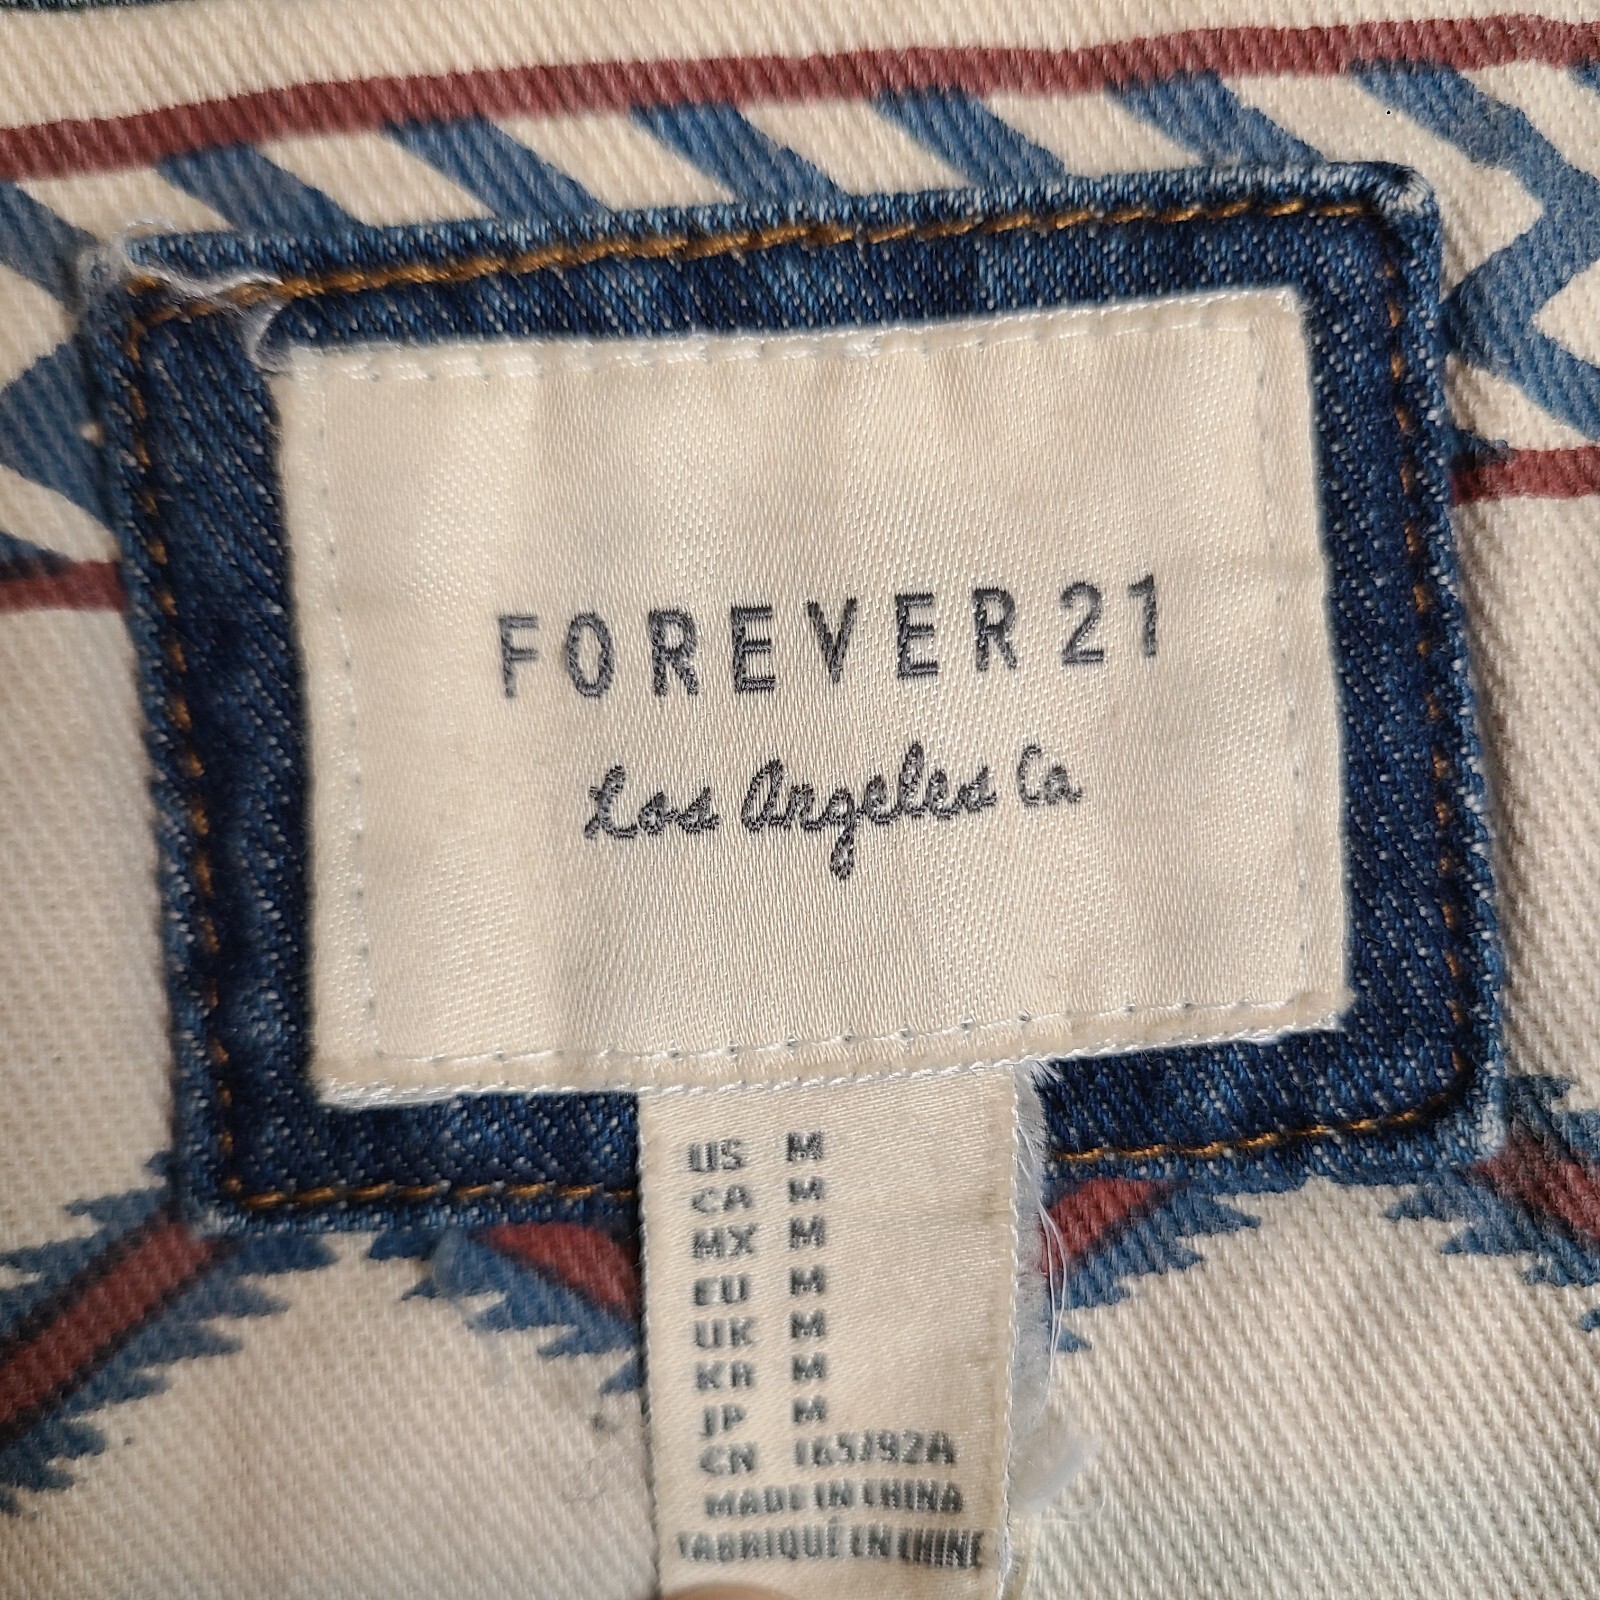 FOREVER 21
Los Angeles Ca
US M
CA M
MX M
EU M
UK M
KR M
JP M
CN 165/92A
MADE IN CHINA
FABRIQUÉ EN CHINE